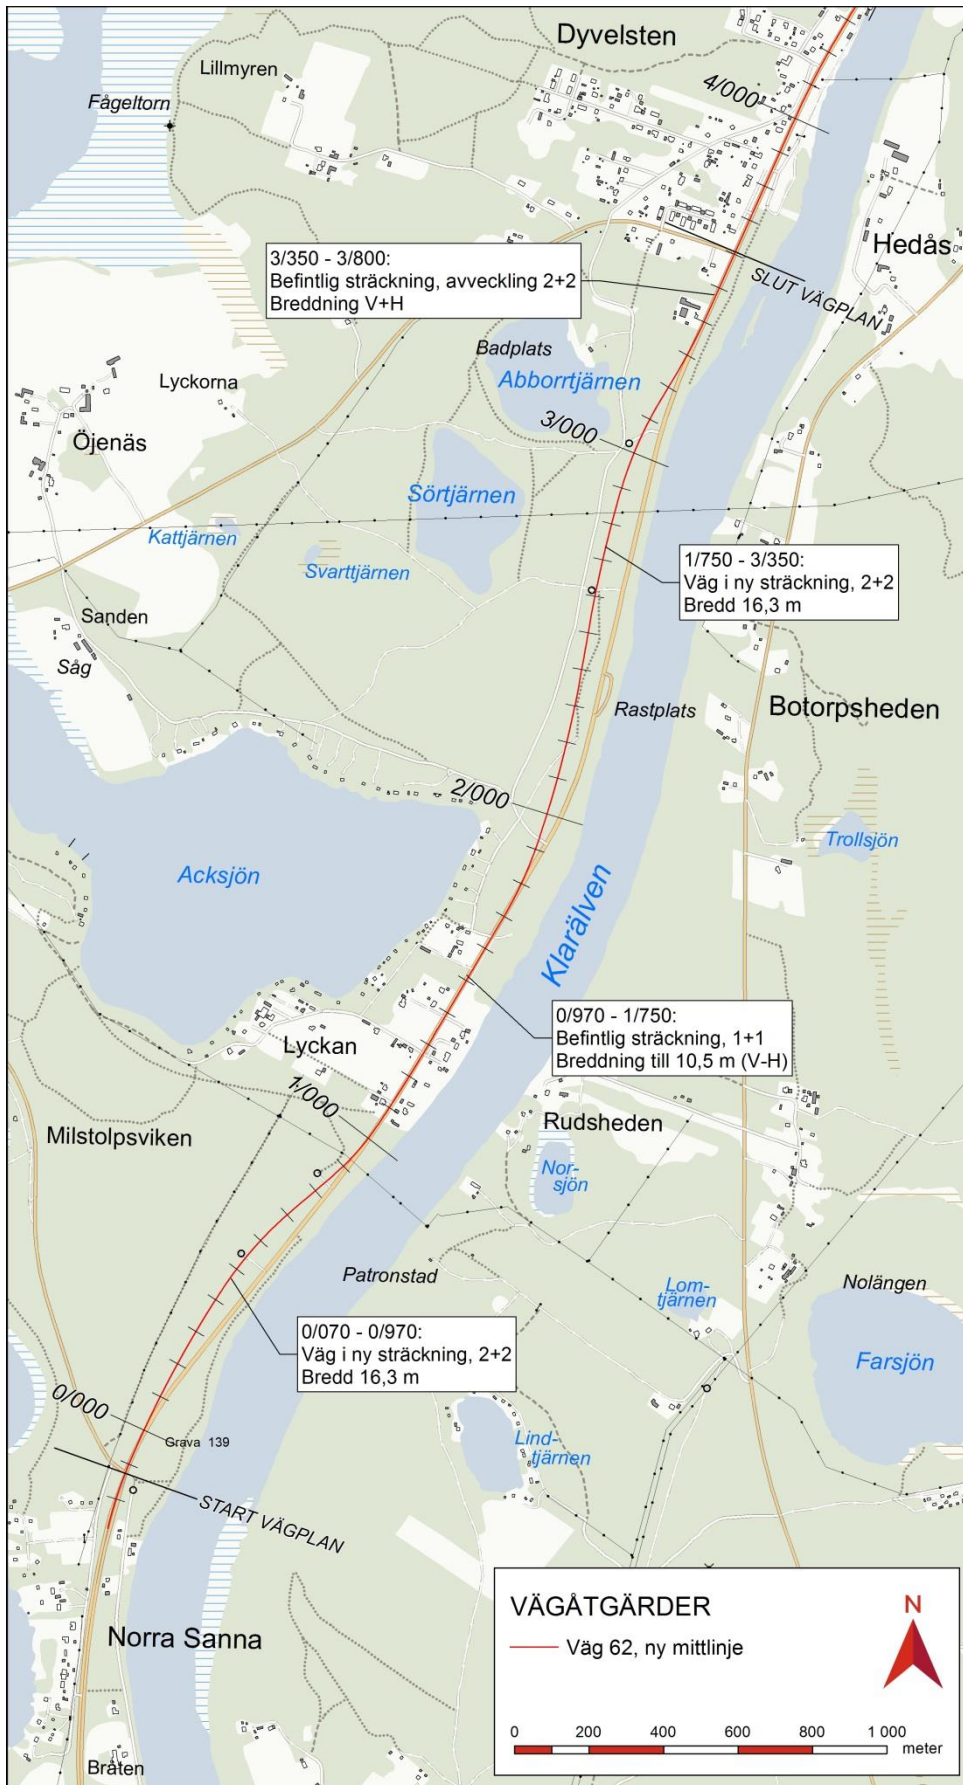 Dyvelsten
Lillmyren
Fågeltorn
4/000
Hedås
3/350 - 3/800:
Befintlig sträckning, avveckling 2+2
Breddning V+H
SLUT VÄGPLAN
Badplats
Abborrtjärnen
Lyckorna
Öjenäs
3/000
Sörtjärnen
Kattjärnen
Svarttjärnen
1/750 - 3/350:
Väg i ny sträckning, 2+2
Bredd 16,3 m
Sanden
Såg
Rastplats
Botorpsheden
2/000
Trollsjön
Acksjön
Klarälven
0/970 - 1/750:
Befintlig sträckning, 1+1
Breddning till 10,5 m (V-H)
Lyckan
1/000
Milstolpsviken
Rudsheden
Nor-
sjön
Patronstad
Lom-
tjärnen
Nolängen
0/070 - 0/970:
Väg i ny sträckning, 2+2
Bredd 16,3 m
Farsjön
0/000
Grava 139
Lind-
tjärnen
START VÄGPLAN
Norra Sanna
Bråten
VÄGÅTGÄRDER
N
Väg 62, ny mittlinje
0 200 400 600 800 1 000
meter